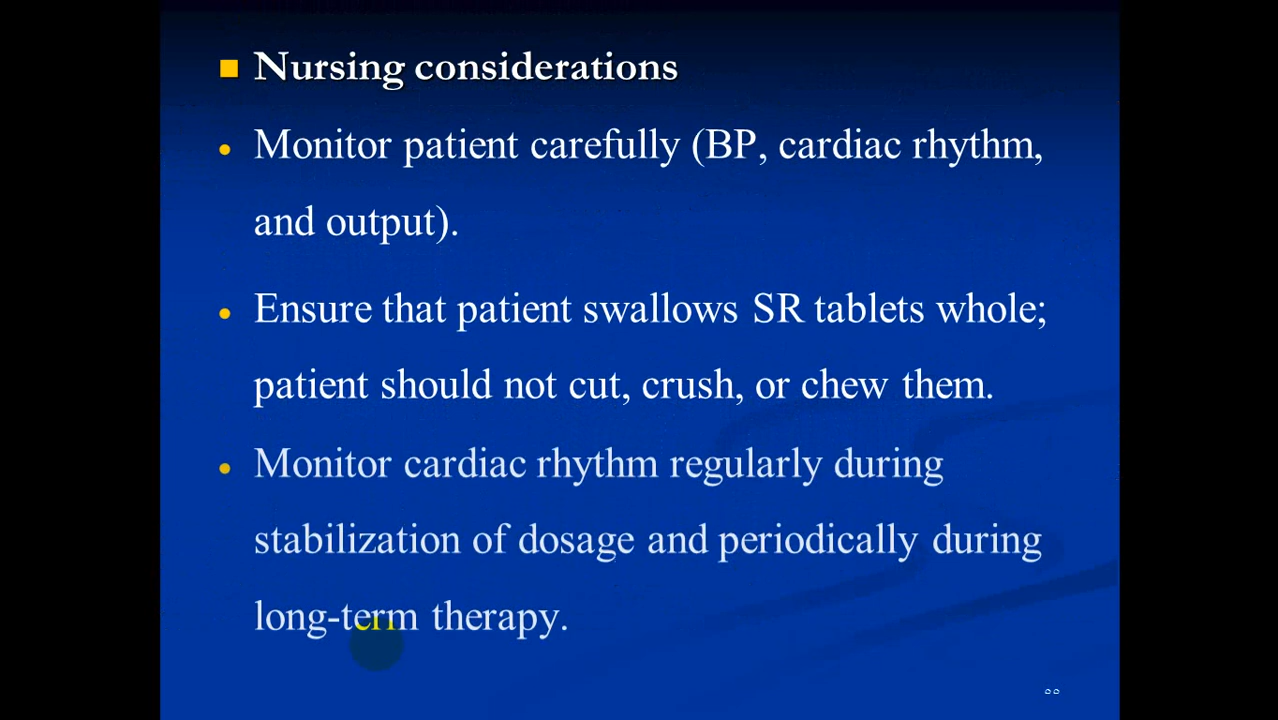 Nursing considerations
Monitor patient carefully (BP, cardiac rhythm,
and output).
Ensure that patient swallows SR tablets whole;
patient should not cut, crush, or chew them.
Monitor cardiac rhythm regularly during
stabilization of dosage and periodically during
long-term therapy.